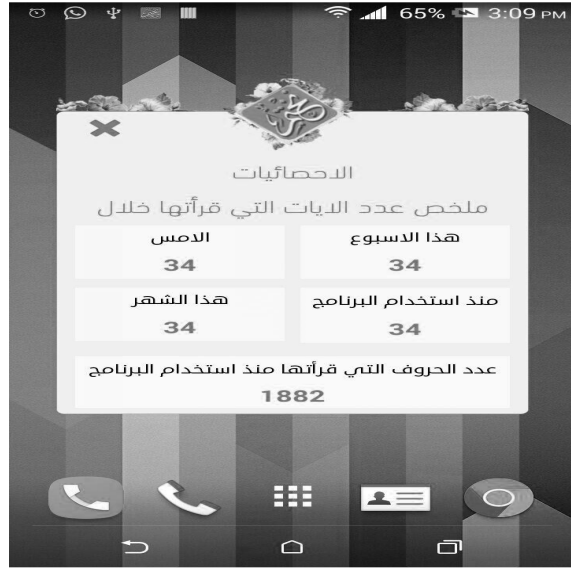 65% 3:09 PM
الاحصائيات
ملخص عدد الايات التي قرأتها خلال
هذا الاسبوع
34
الامس
34
منذ استخدام البرنامج
34
هذا الشهر
34
عدد الحروف التي قرأتها منذ استخدام البرنامج
1882